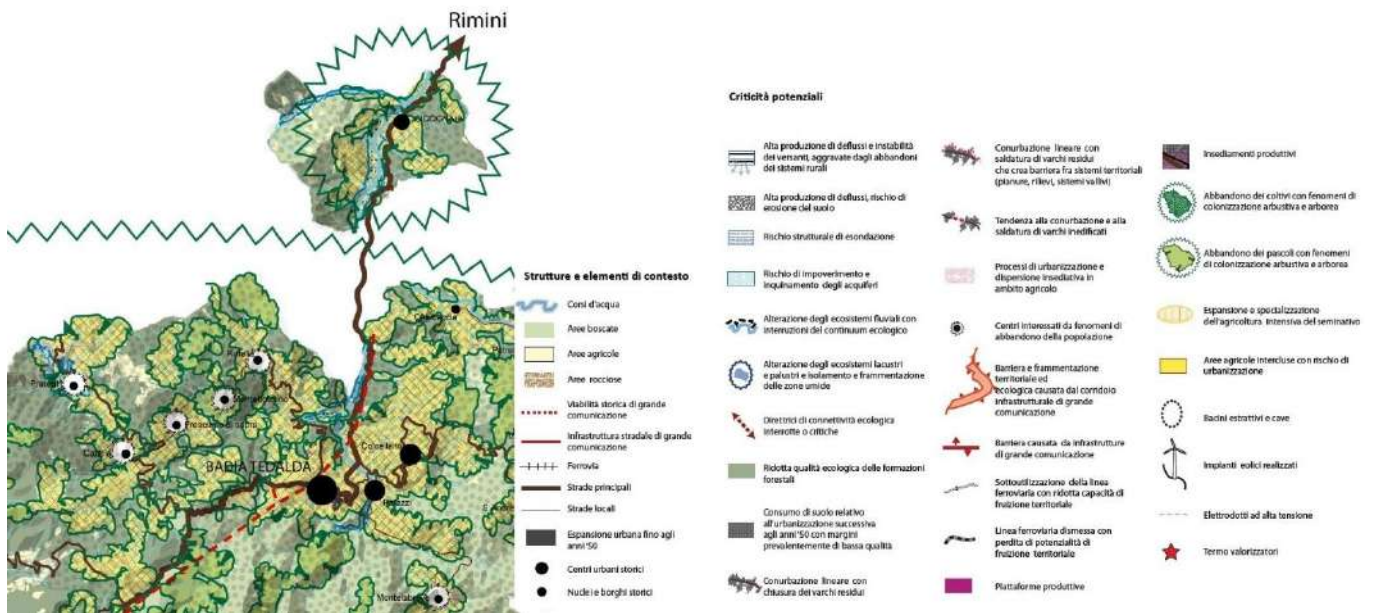 Rimini
BADIA TEDALDA
Strutture e elementi di contesto
Corsi d'acqua
Aree boscate
Aree agricole
Aree rocciose
Viabilità storica di grande
comunicazione
Infrastruttura stradale di grande
comunicazione
Ferrovia
Strade principali
Strade locali
Espansione urbana fino agli
anni '50
Centri urbani storici
Nuclei e borghi storici
Criticità potenziali
Alta produzione di deflussi e instabilità
dei versanti, aggravate dagli abbandoni
dei sistemi rurali
Alta produzione di deflussi, rischio di
erosione del suolo
Rischio strutturale di esondazione
Rischio di impoverimento e
inquinamento degli acquiferi
Alterazione degli ecosistemi fluviali con
interruzioni del continuum ecologico
Alterazione degli ecosistemi lacustri
e palustri e isolamento e frammentazione
delle zone umide
Direttrici di connettività ecologica
interrotte o critiche
Ridotta qualità ecologica delle formazioni
forestali
Consumo di suolo relativo
all'urbanizzazione successiva
agli anni '50 con margini
prevalentemente di bassa qualità
Conurbazione lineare con
chiusura dei varchi residui
Conurbazione lineare con
saldatura di varchi residui
che crea barriera fra sistemi territoriali
(pianure, rilievi, sistemi vallivi)
Tendenza alla conurbazione e alla
saldatura di varchi inedificati
Processi di urbanizzazione e
dispersione insediativa in
ambito agricolo
Centri interessati da fenomeni di
abbandono della popolazione
Barriera e frammentazione
territoriale ed
ecologica causata dal corridoio
infrastrutturale di grande
comunicazione
Barriera causata da infrastrutture
di grande comunicazione
Sottoutilizzazione della linea
ferroviaria con ridotta capacità di
fruizione territoriale
Linea ferroviaria dismessa con
perdita di potenzialità di
fruizione territoriale
Piattaforme produttive
Insediamenti produttivi
Abbandono dei coltivi con fenomeni di
colonizzazione arbustiva e arborea
Abbandono dei pascoli con fenomeni
di colonizzazione arbustiva e arborea
Espansione e specializzazione
dell'agricoltura intensiva del seminativo
Aree agricole intercluse con rischio di
urbanizzazione
Bacini estrattivi e cave
Impianti eolici realizzati
Elettrodotti ad alta tensione
Termo valorizzatori